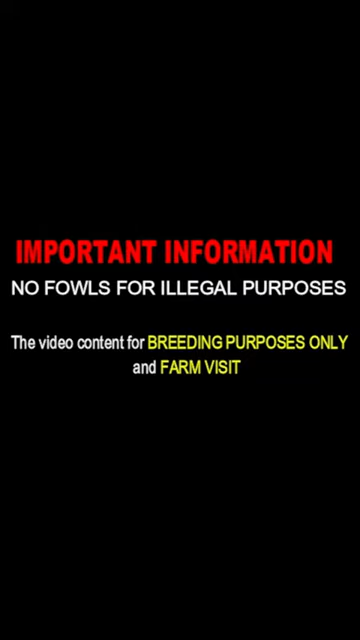 IMPORTANT INFORMATION
NO FOWLS FOR ILLEGAL PURPOSES
The video content for BREEDING PURPOSES ONLY
and FARM VISIT